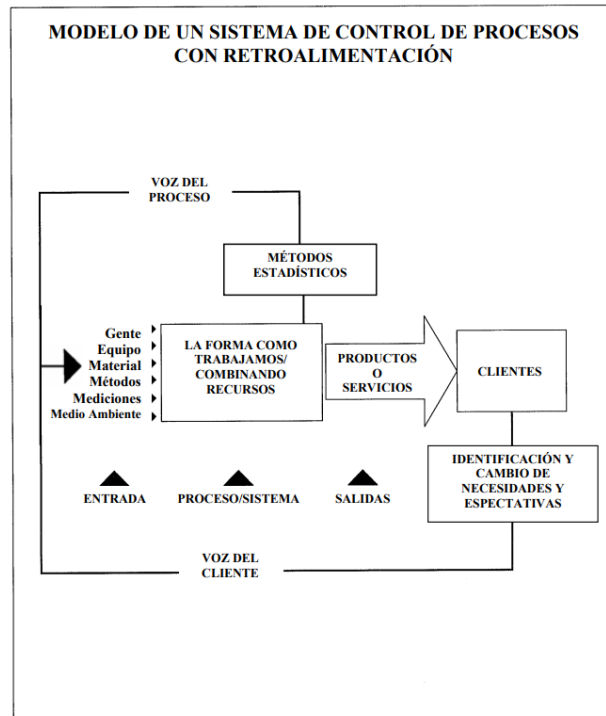 MODELO DE UN SISTEMA DE CONTROL DE PROCESOS
CON RETROALIMENTACIÓN
VOZ DEL
PROCESO
MÉTODOS
ESTADÍSTICOS
Gente
Equipo
Material
Métodos
Mediciones
Medio Ambiente
LA FORMA COMO
TRABAJAMOS/
COMBINANDO
RECURSOS
PRODUCTOS
O
SERVICIOS
CLIENTES
IDENTIFICACIÓN Y
CAMBIO DE
NECESIDADES Y
ESPECTATIVAS
ENTRADA
PROCESO/SISTEMA
SALIDAS
VOZ DEL
CLIENTE